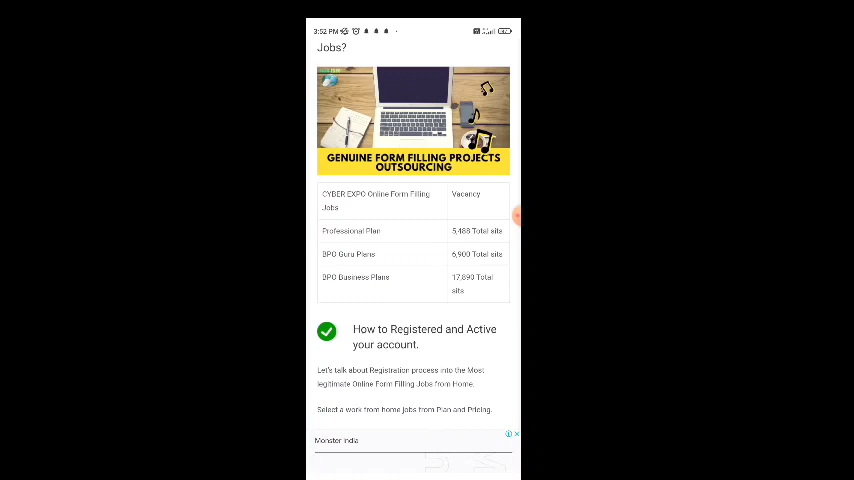 3:52 PM
Jobs?
GENUINE FORM FILLING PROJECTS
OUTSOURCING
CYBER EXPO Online Form Filling Jobs Vacancy
Professional Plan 5,488 Total sits
BPO Guru Plans 6,900 Total sits
BPO Business Plans 17,890 Total sits
How to Registered and Active
your account.
Let's talk about Registration process into the Most
legitimate Online Form Filling Jobs from Home.
Select a work from home jobs from Plan and Pricing.
Monster India